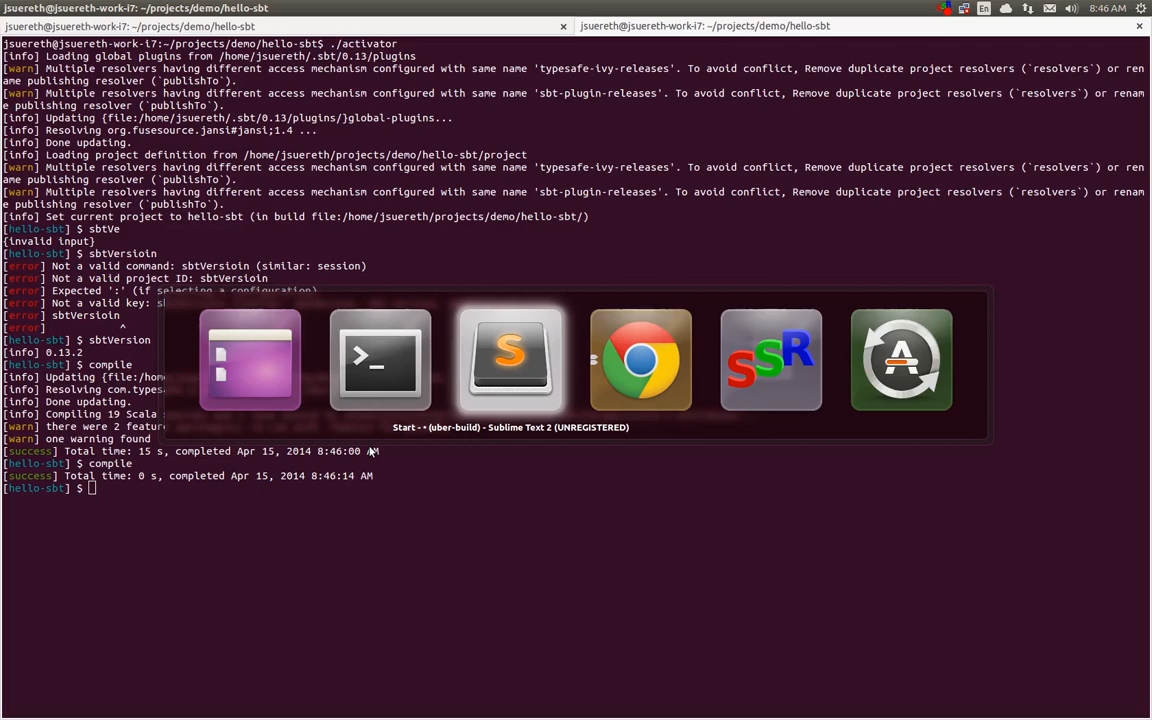 jsuereth@jsuereth-work-i7: ~/projects/demo/hello-sbt
En
8:46 AM
jsuereth@jsuereth-work-i7: ~/projects/demo/hello-sbt
jsuereth@jsuereth-work-i7: ~/projects/demo/hello-sbt
jsuereth@jsuereth-work-i7:~/projects/demo/hello-sbt$ ./activator
[info] Loading global plugins from /home/jsuereth/.sbt/0.13/plugins
[warn] Multiple resolvers having different access mechanism configured with same name 'typesafe-ivy-releases'. To avoid conflict, Remove duplicate project resolvers (`resolvers`) or ren
ame publishing resolver (`publishTo`).
[warn] Multiple resolvers having different access mechanism configured with same name 'sbt-plugin-releases'. To avoid conflict, Remove duplicate project resolvers (`resolvers`) or renam
e publishing resolver (`publishTo`).
[info] Updating {file:/home/jsuereth/.sbt/0.13/plugins/}global-plugins...
[info] Resolving org.fusesource.jansi#jansi;1.4 ...
[info] Done updating.
[info] Loading project definition from /home/jsuereth/projects/demo/hello-sbt/project
[warn] Multiple resolvers having different access mechanism configured with same name 'typesafe-ivy-releases'. To avoid conflict, Remove duplicate project resolvers (`resolvers`) or ren
ame publishing resolver (`publishTo`).
[warn] Multiple resolvers having different access mechanism configured with same name 'sbt-plugin-releases'. To avoid conflict, Remove duplicate project resolvers (`resolvers`) or renam
e publishing resolver (`publishTo`).
[info] Set current project to hello-sbt (in build file:/home/jsuereth/projects/demo/hello-sbt/)
[hello-sbt] $ sbtVe
{invalid input}
[hello-sbt] $ sbtVersioin
[error] Not a valid command: sbtVersioin (similar: session)
[error] Not a valid project ID: sbtVersioin
[error] Expected ':' (if selecting a configuration)
[error] Not a valid key: s
[error] sbtVersioin
[error] ^
[hello-sbt] $ sbtVersion
[info] 0.13.2
[hello-sbt] $ compile
[info] Updating {file:/hom
[info] Resolving com.types
[info] Done updating.
[info] Compiling 19 Scala
[warn] there were 2 featur
[warn] one warning found
[success] Total time: 15 s, completed Apr 15, 2014 8:46:00 AM
[hello-sbt] $ compile
[success] Total time: 0 s, completed Apr 15, 2014 8:46:14 AM
[hello-sbt] $
>_
S
SSR
A
Start - • (uber-build) - Sublime Text 2 (UNREGISTERED)